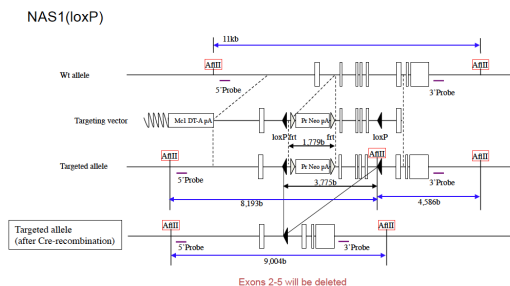 NAS1(loxP)
11kb
AflII AflII
Wt allele
5'Probe 3'Probe
Targeting vector Mc1 DT-A pA Pr Neo pA
loxP frt frt loxP
1,779b
AflII AflII AflII
Targeted allele Pr Neo pA
5'Probe 3'Probe
3,775b
8,193b 4,586b
Targeted allele
(after Cre-recombination)
AflII AflII
5'Probe 3'Probe
9,004b
Exons 2-5 will be deleted